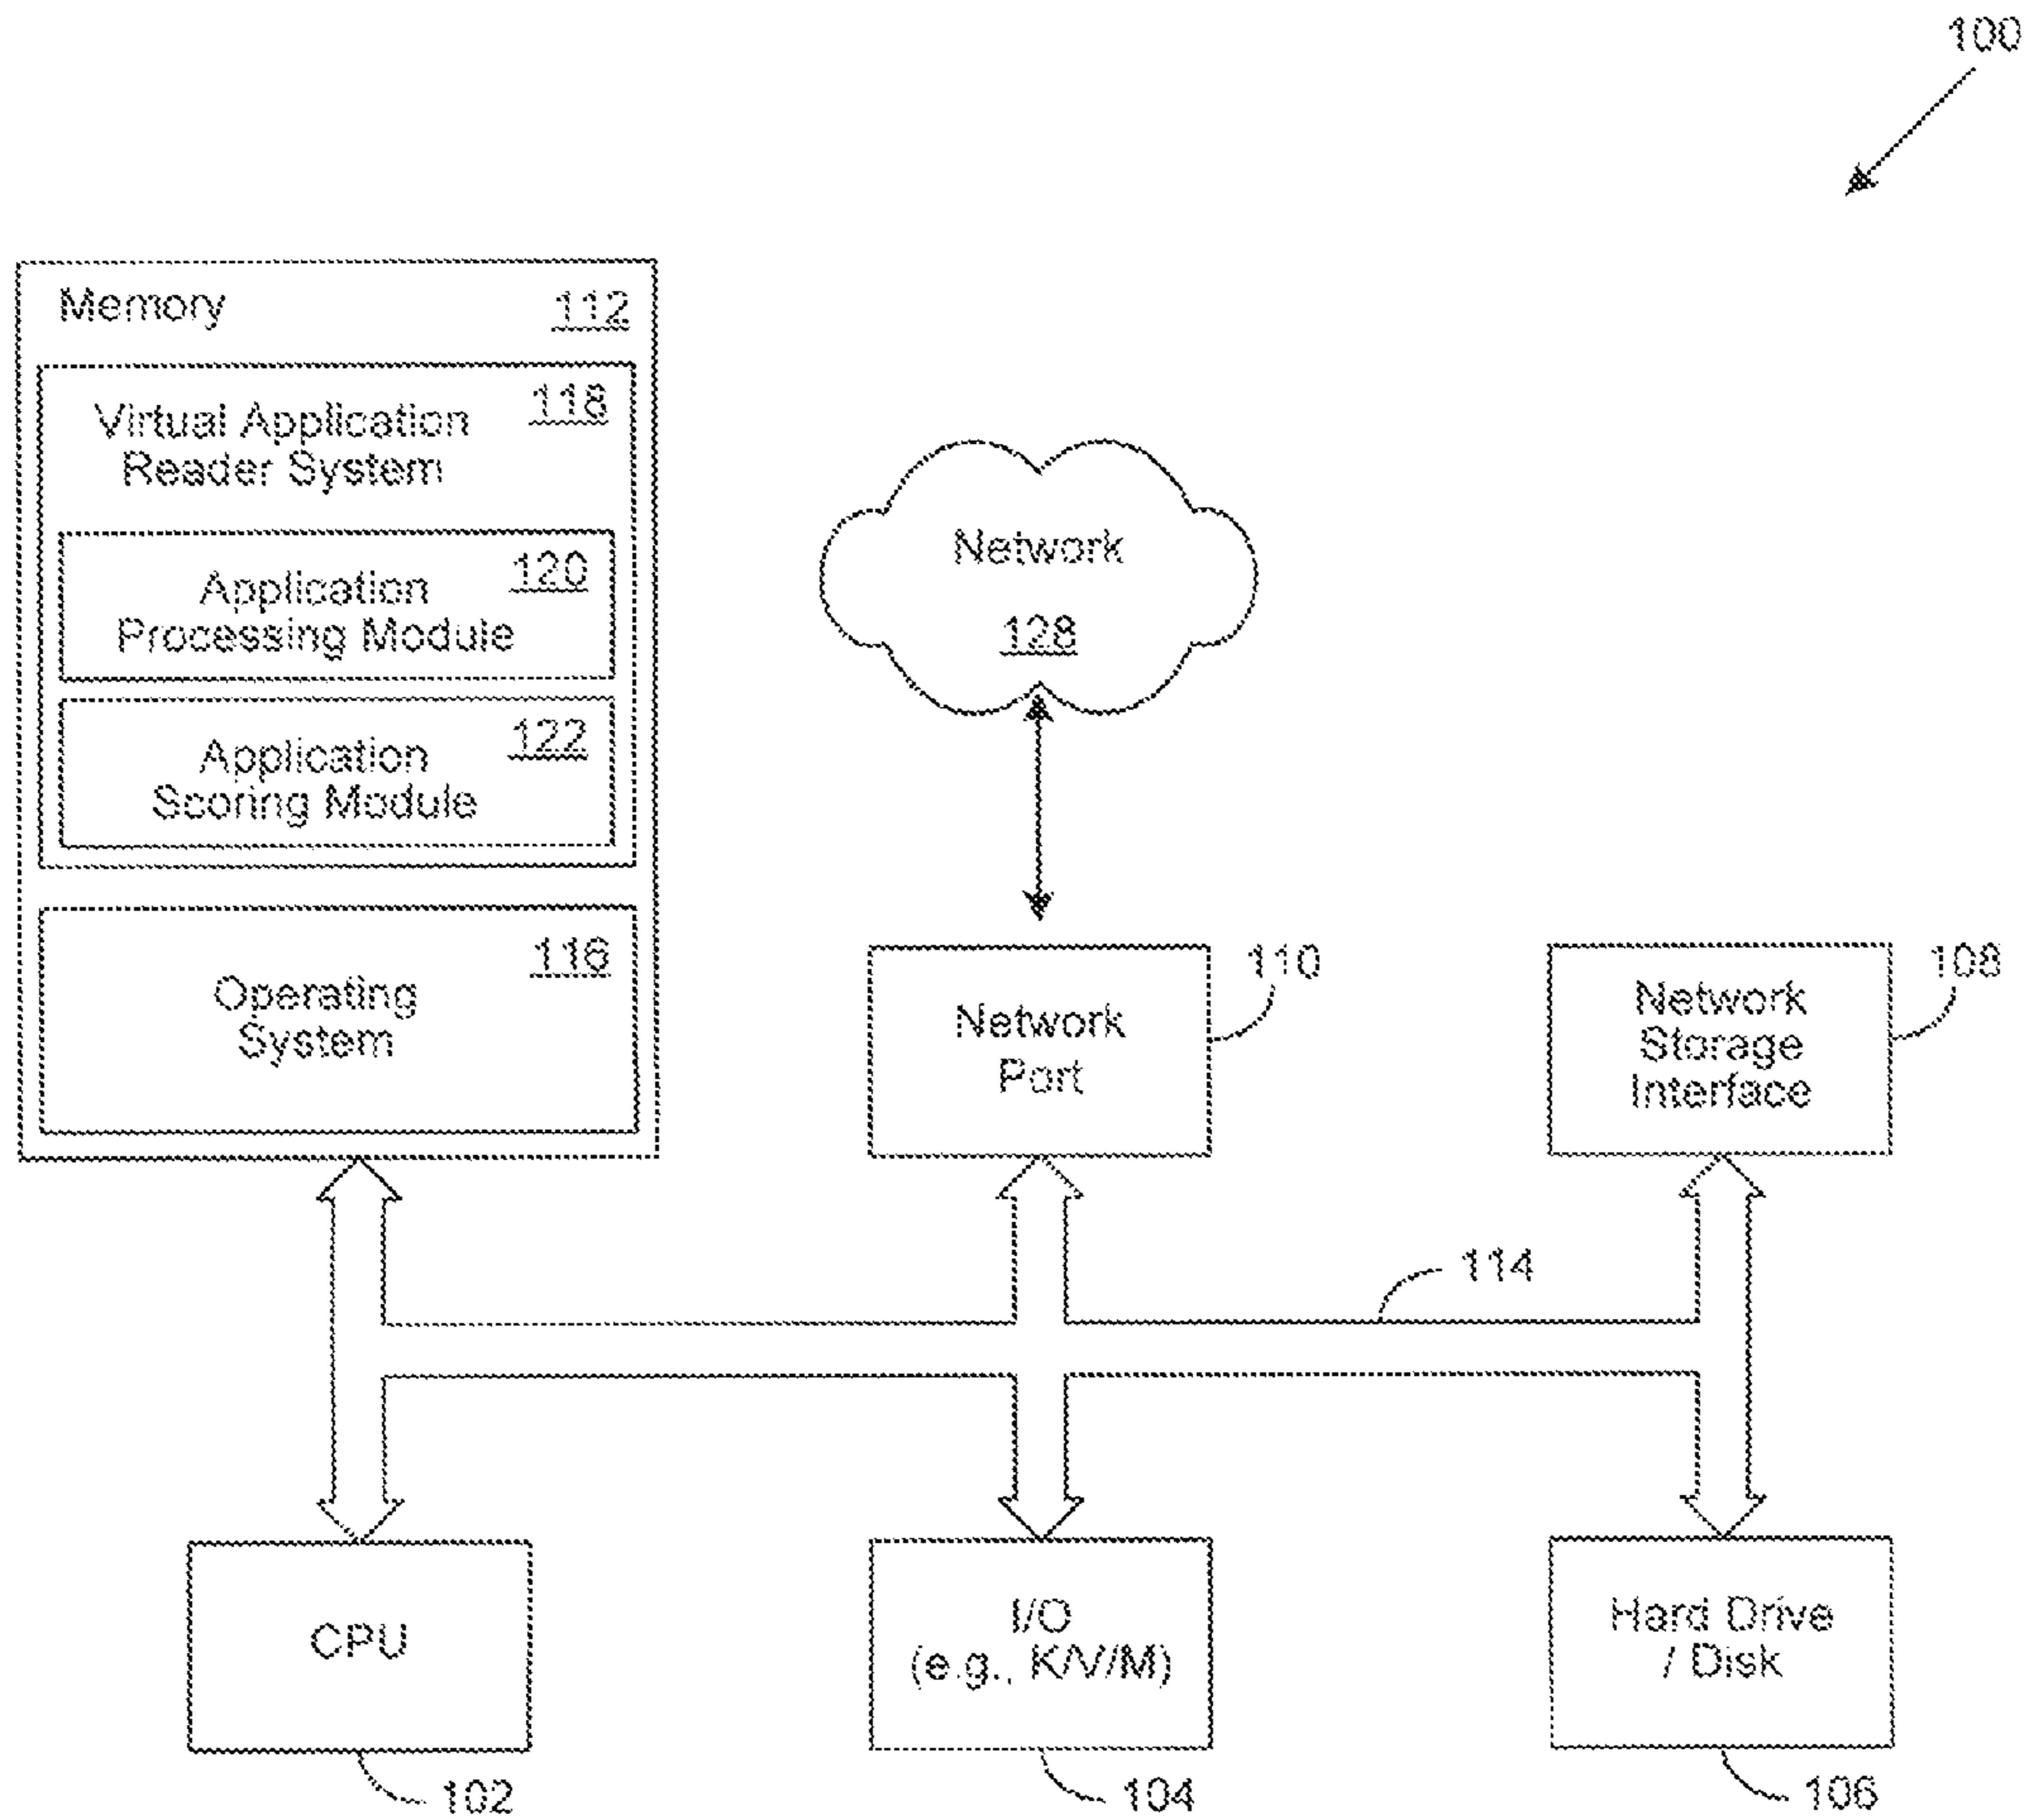 100
Memory
112
Virtual Application
Reader System
118
Application
Processing Module
120
Application
Scoring Module
122
Operating
System
116
Network
128
Network
Port
110
Network
Storage
Interface
108
114
CPU
102
I/O
(e.g., K/V/M)
104
Hard Drive
/ Disk
106